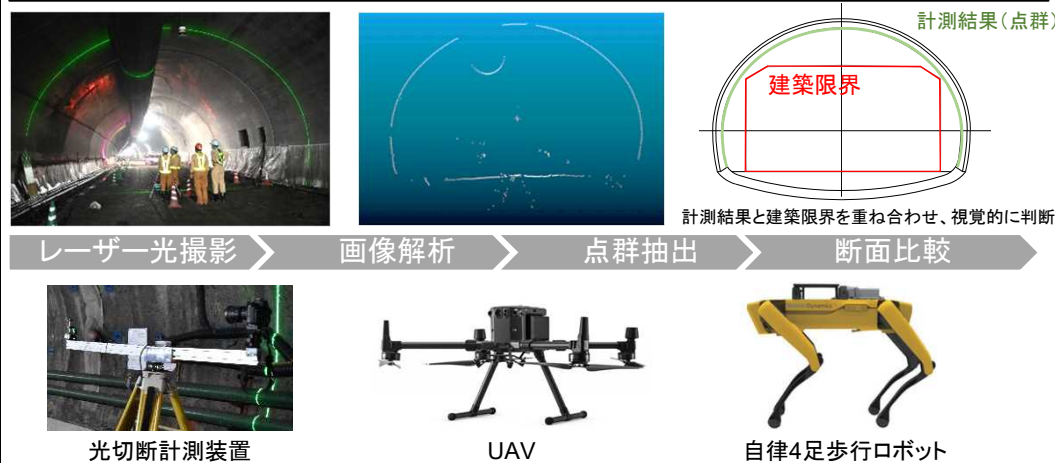 計測結果(点群)
建築限界
計測結果と建築限界を重ね合わせ、視覚的に判断
レーザー光撮影
画像解析
点群抽出
断面比較
光切断計測装置
UAV
自律4足歩行ロボット